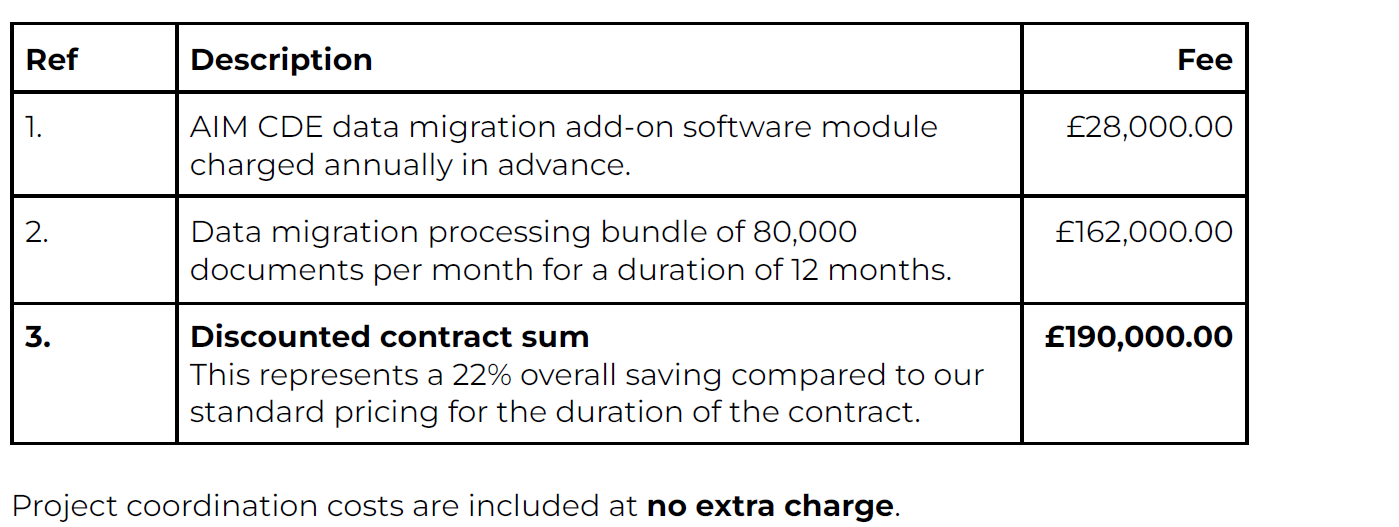 Ref Description Fee
1. AIM CDE data migration add-on software module £28,000.00
charged annually in advance.
2. Data migration processing bundle of 80,000 £162,000.00
documents per month for a duration of 12 months.
3. Discounted contract sum £190,000.00
This represents a 22% overall saving compared to our
standard pricing for the duration of the contract.
Project coordination costs are included at no extra charge.